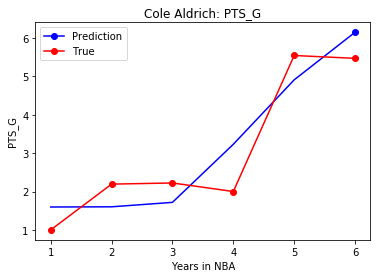 Cole Aldrich: PTS_G
Prediction
True
6
5
4
3
2
1
PTS_G
1 2 3 4 5 6
Years in NBA